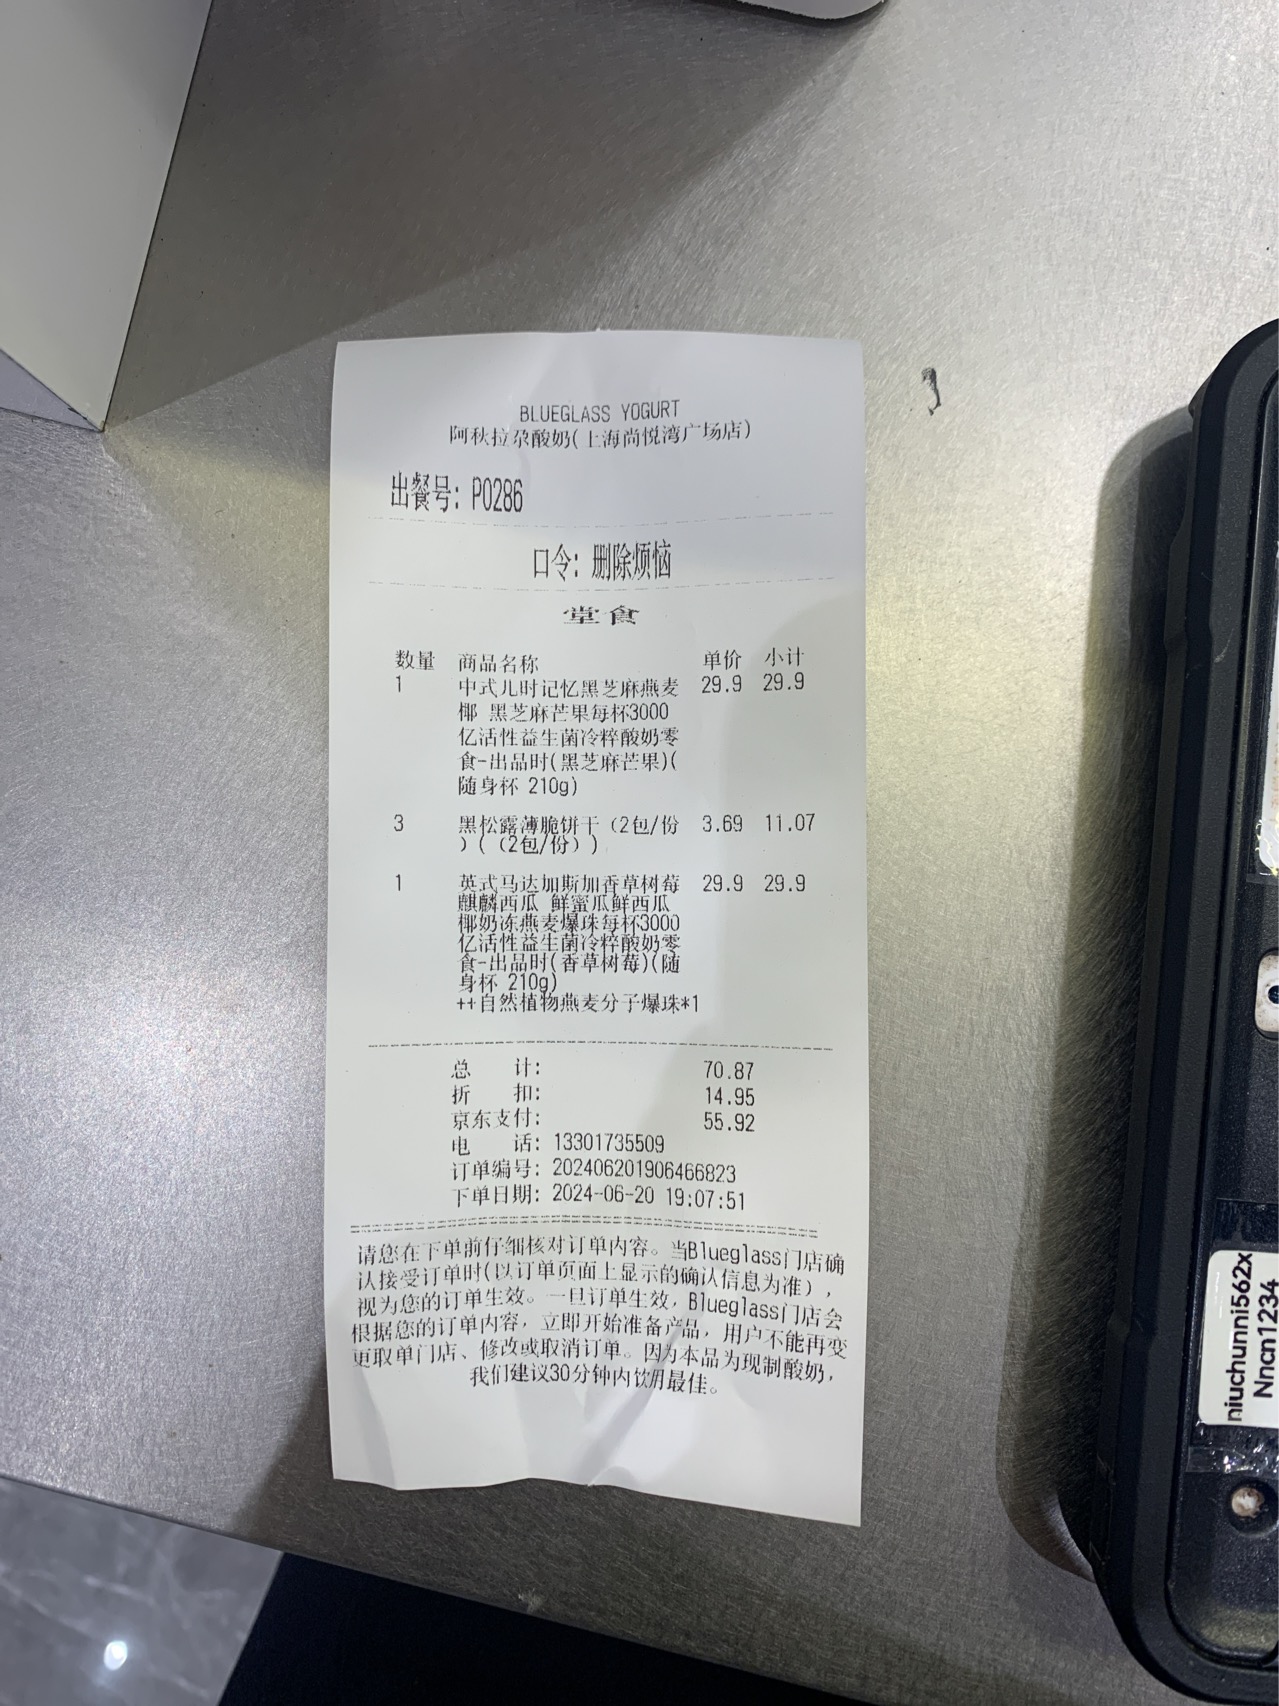 BLUEGLASS YOGURT
阿秋拉尕酸奶(上海尚悦湾广场店)
出餐号: P0286
口令: 删除烦恼
堂食
数量 商品名称 单价 小计
1 中式儿时记忆黑芝麻燕麦 29.9 29.9
椰 黑芝麻芒果每杯3000
亿活性益生菌冷粹酸奶零
食-出品时(黑芝麻芒果)(
随身杯 210g)
3 黑松露薄脆饼干（2包/份 3.69 11.07
）(（2包/份）)
1 英式马达加斯加香草树莓 29.9 29.9
麒麟西瓜 鲜蜜瓜鲜西瓜
椰奶冻燕麦爆珠每杯3000
亿活性益生菌冷粹酸奶零
食-出品时(香草树莓)(随
身杯 210g)
++自然植物燕麦分子爆珠*1
总 计: 70.87
折 扣: 14.95
京东支付: 55.92
电 话: 13301735509
订单编号: 202406201906466823
下单日期: 2024-06-20 19:07:51
请您在下单前仔细核对订单内容。当Blueglass门店确
认接受订单时(以订单页面上显示的确认信息为准)，
视为您的订单生效。一旦订单生效，Blueglass门店会
根据您的订单内容，立即开始准备产品，用户不能再变
更取单门店、修改或取消订单。因为本品为现制酸奶，
我们建议30分钟内饮用最佳。
niuchunni562x
Nncn1234